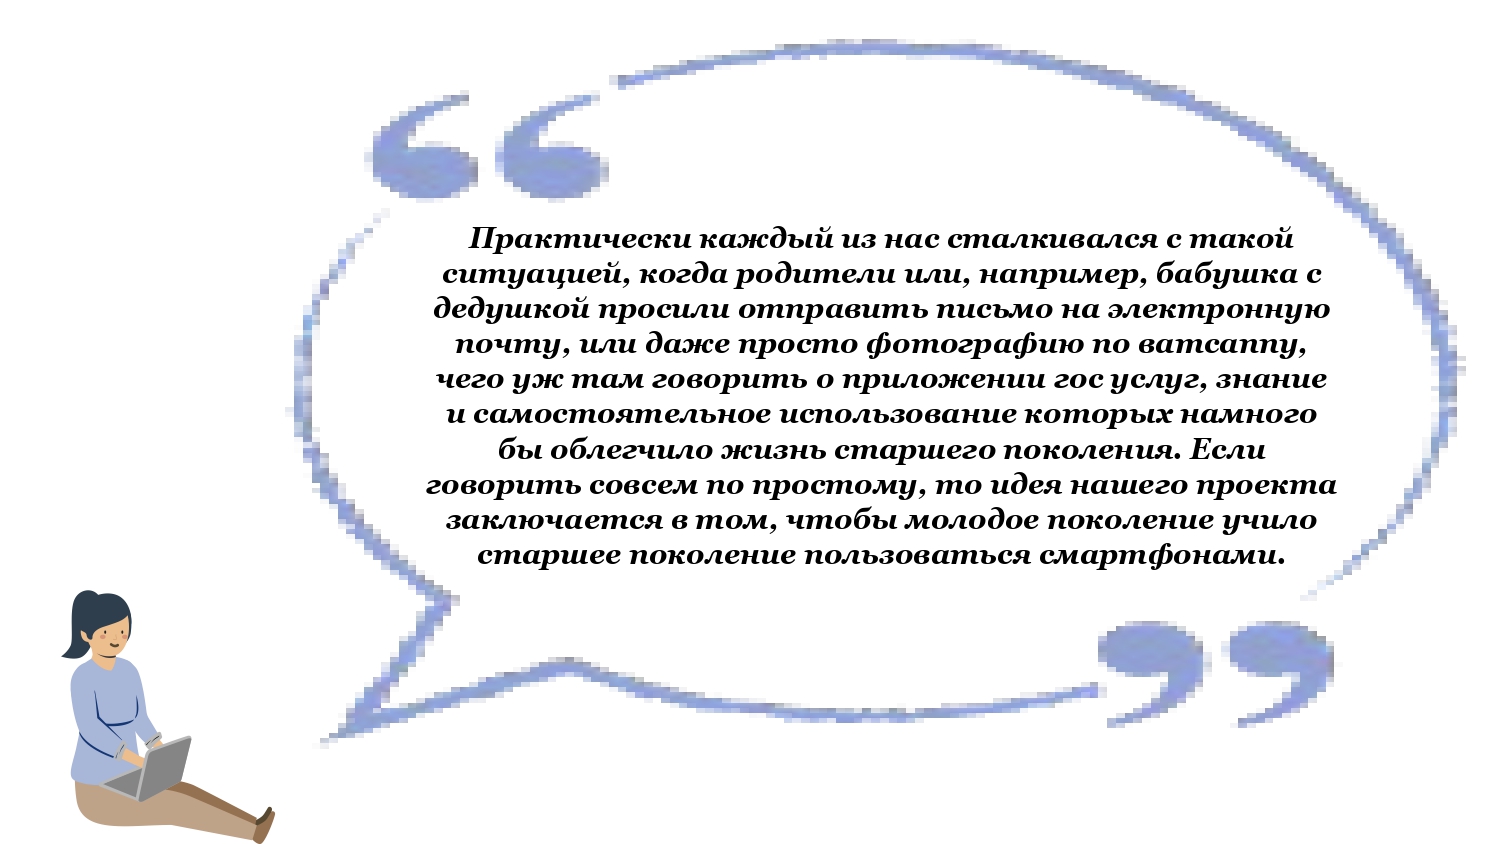 Практически каждый из нас сталкивался с такой
ситуацией, когда родители или, например, бабушка с
дедушкой просили отправить письмо на электронную
почту, или даже просто фотографию по ватсаппу,
чего уж там говорить о приложении гос услуг, знание
и самостоятельное использование которых намного
бы облегчило жизнь старшего поколения. Если
говорить совсем по простому, то идея нашего проекта
заключается в том, чтобы молодое поколение учило
старшее поколение пользоваться смартфонами.